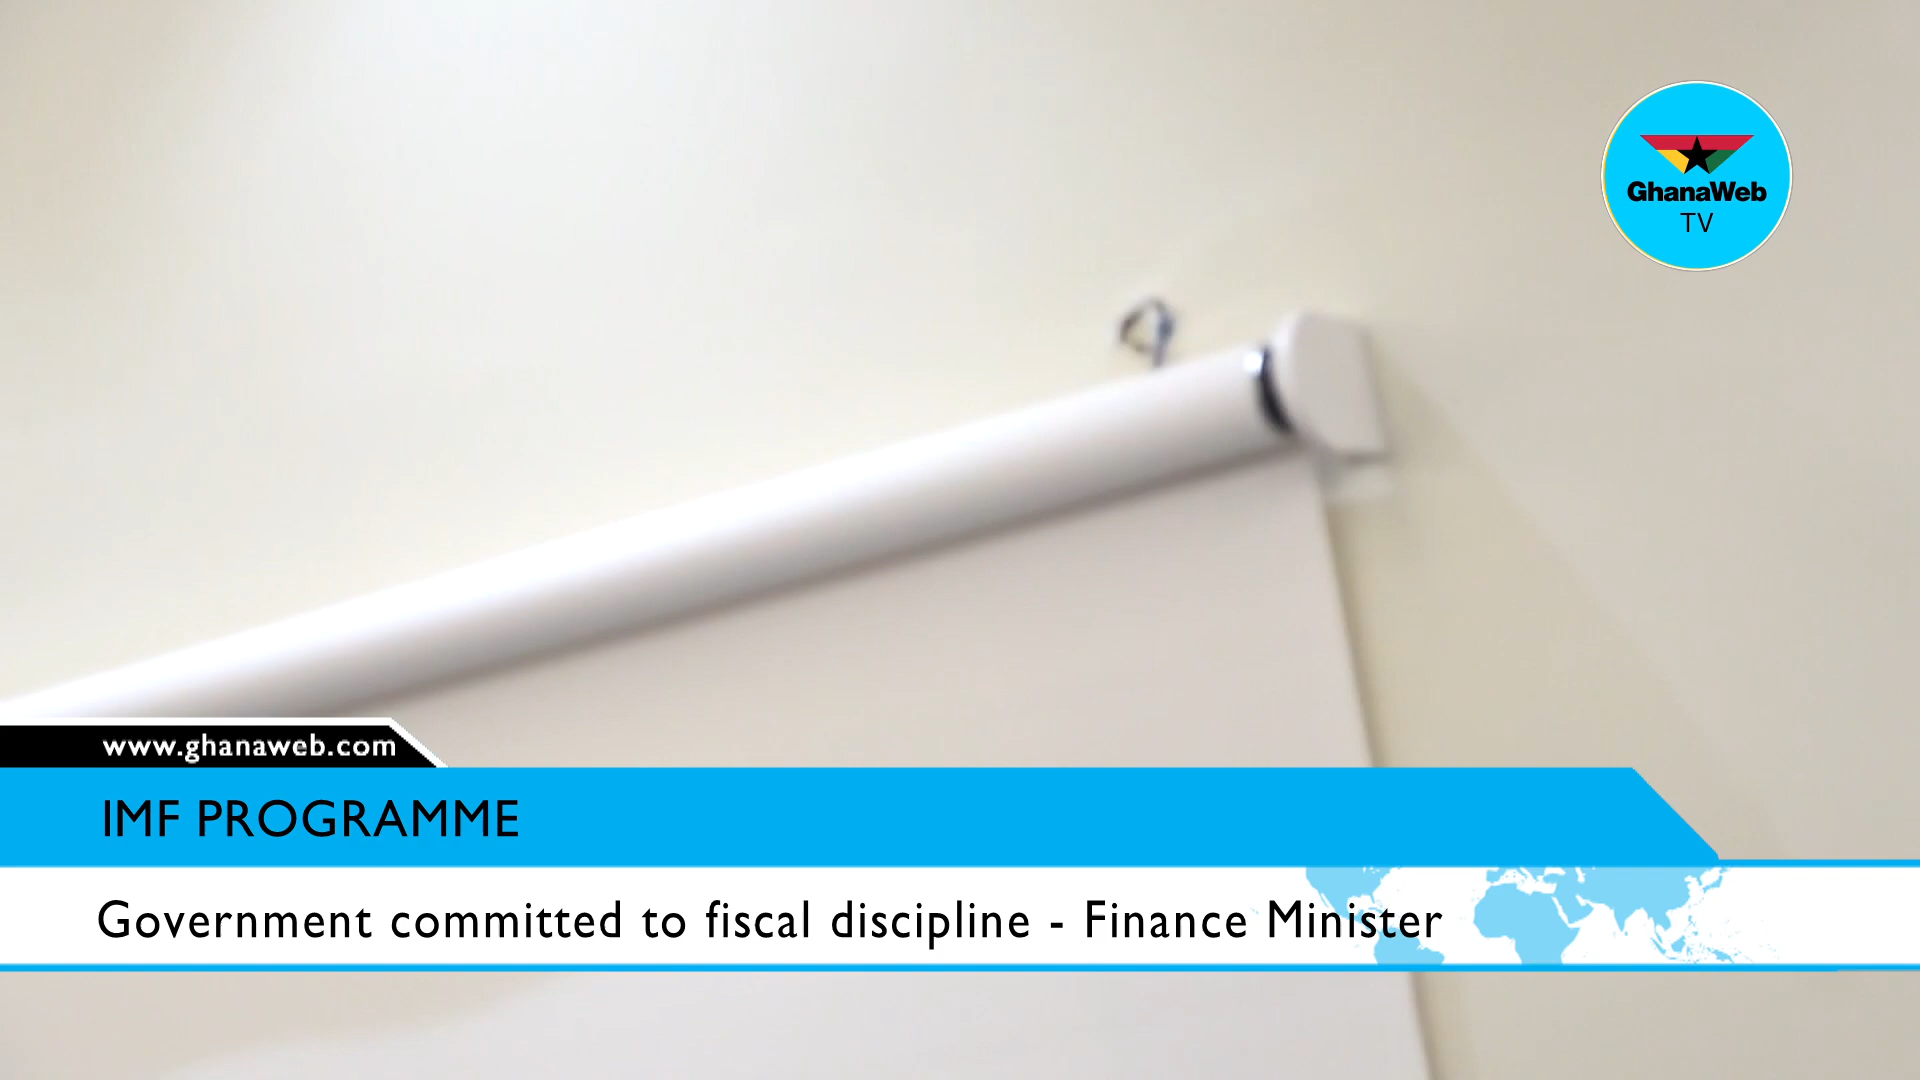 GhanaWeb
TV
www.ghanaweb.com
IMF PROGRAMME
Government committed to fiscal discipline - Finance Minister